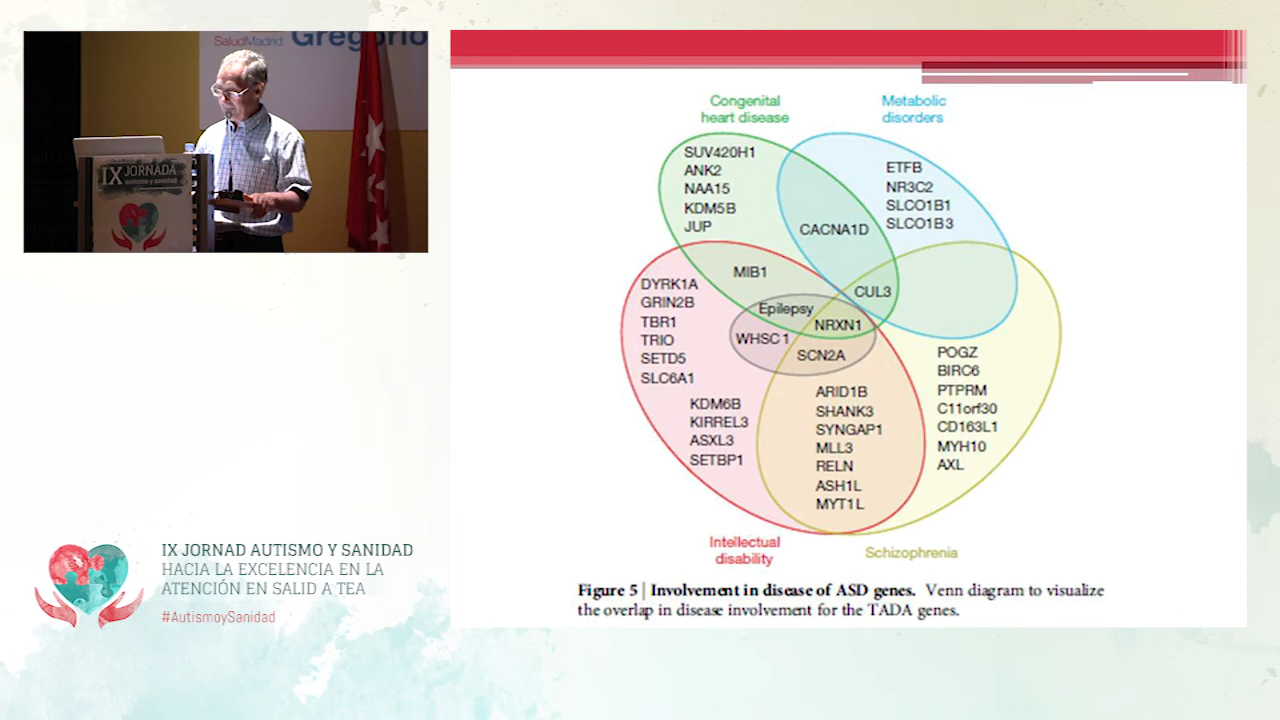 SaludMadrid
Gregorio
IX JORNADA
autismo y sanidad
IX JORNAD AUTISMO Y SANIDAD
HACIA LA EXCELENCIA EN LA
ATENCIÓN EN SALID A TEA
#AutismoySanidad
Congenital
heart disease
Metabolic
disorders
SUV420H1
ANK2
NAA15
KDM5B
JUP
ETFB
NR3C2
SLCO1B1
SLCO1B3
CACNA1D
MIB1
CUL3
DYRK1A
GRIN2B
TBR1
TRIO
SETD5
SLC6A1
Epilepsy
NRXN1
WHSC1
SCN2A
KDM6B
KIRREL3
ASXL3
SETBP1
ARID1B
SHANK3
SYNGAP1
MLL3
RELN
ASH1L
MYT1L
POGZ
BIRC6
PTPRM
C11orf30
CD163L1
MYH10
AXL
Intellectual
disability
Schizophrenia
Figure 5 | Involvement in disease of ASD genes. Venn diagram to visualize
the overlap in disease involvement for the TADA genes.